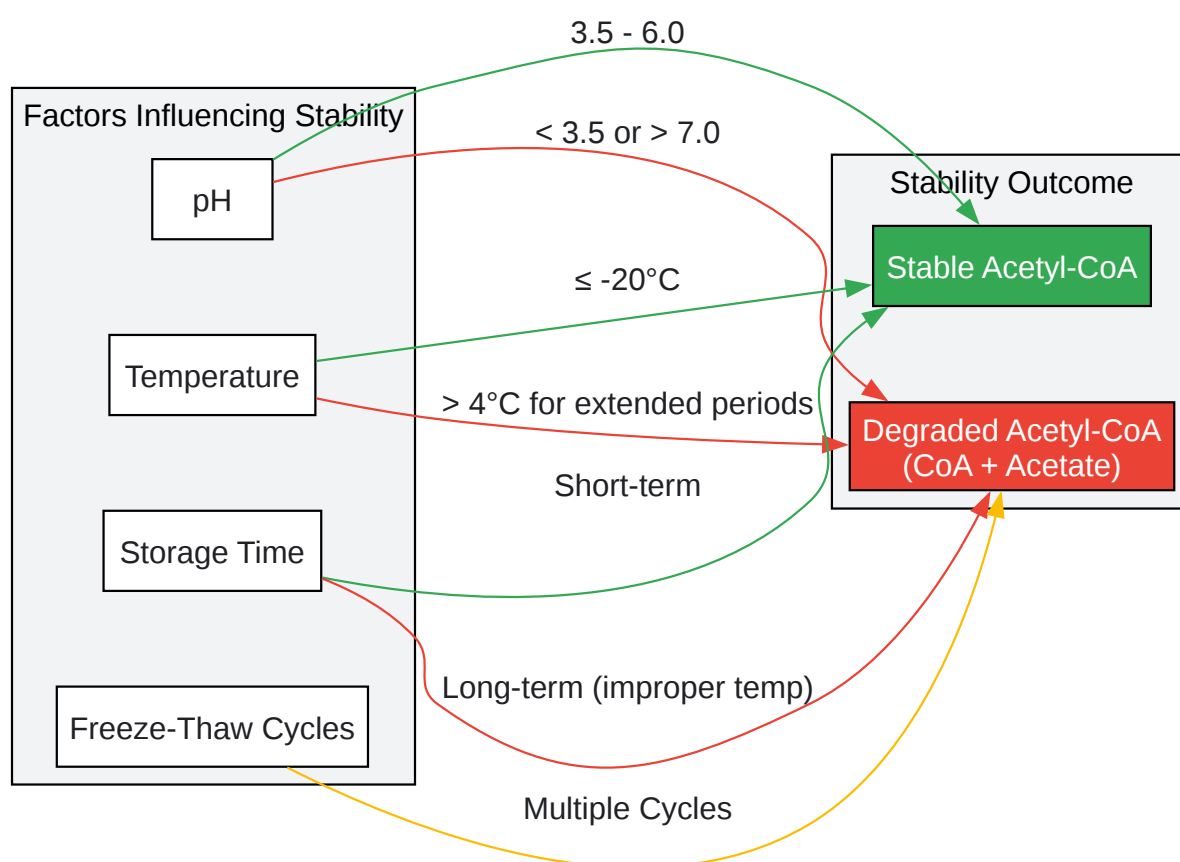 3.5 - 6.0
Factors Influencing Stability
< 3.5 or > 7.0
pH
Stability Outcome
Stable Acetyl-CoA
≤ -20°C
Temperature
> 4°C for extended periods
Degraded Acetyl-CoA
(CoA + Acetate)
Short-term
Storage Time
Long-term (improper temp)
Freeze-Thaw Cycles
Multiple Cycles